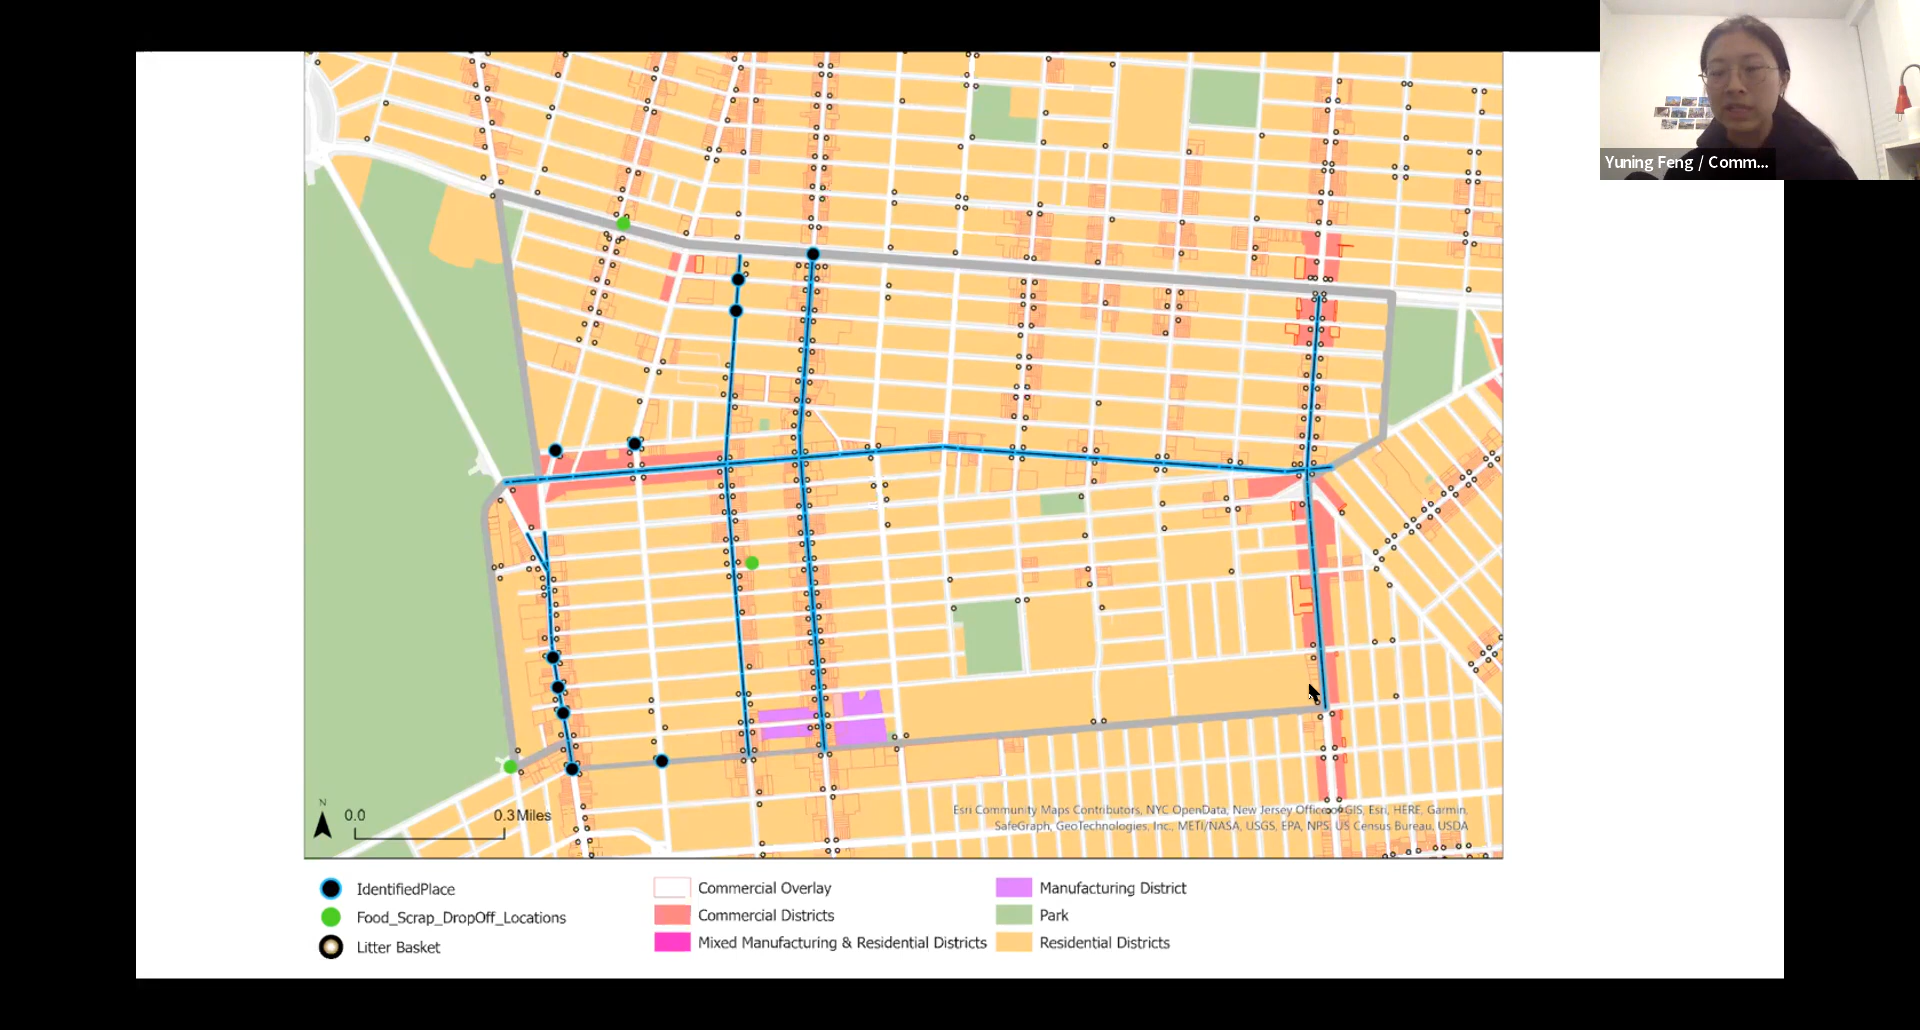 Yuning Feng / Comm...
N
0.0
0.3Miles
Esri Community Maps Contributors, NYC OpenData, New Jersey Office of GIS, Esri, HERE, Garmin,
SafeGraph, GeoTechnologies, Inc., METI/NASA, USGS, EPA, NPS, US Census Bureau, USDA
IdentifiedPlace
Food_Scrap_DropOff_Locations
Litter Basket
Commercial Overlay
Commercial Districts
Mixed Manufacturing & Residential Districts
Manufacturing District
Park
Residential Districts